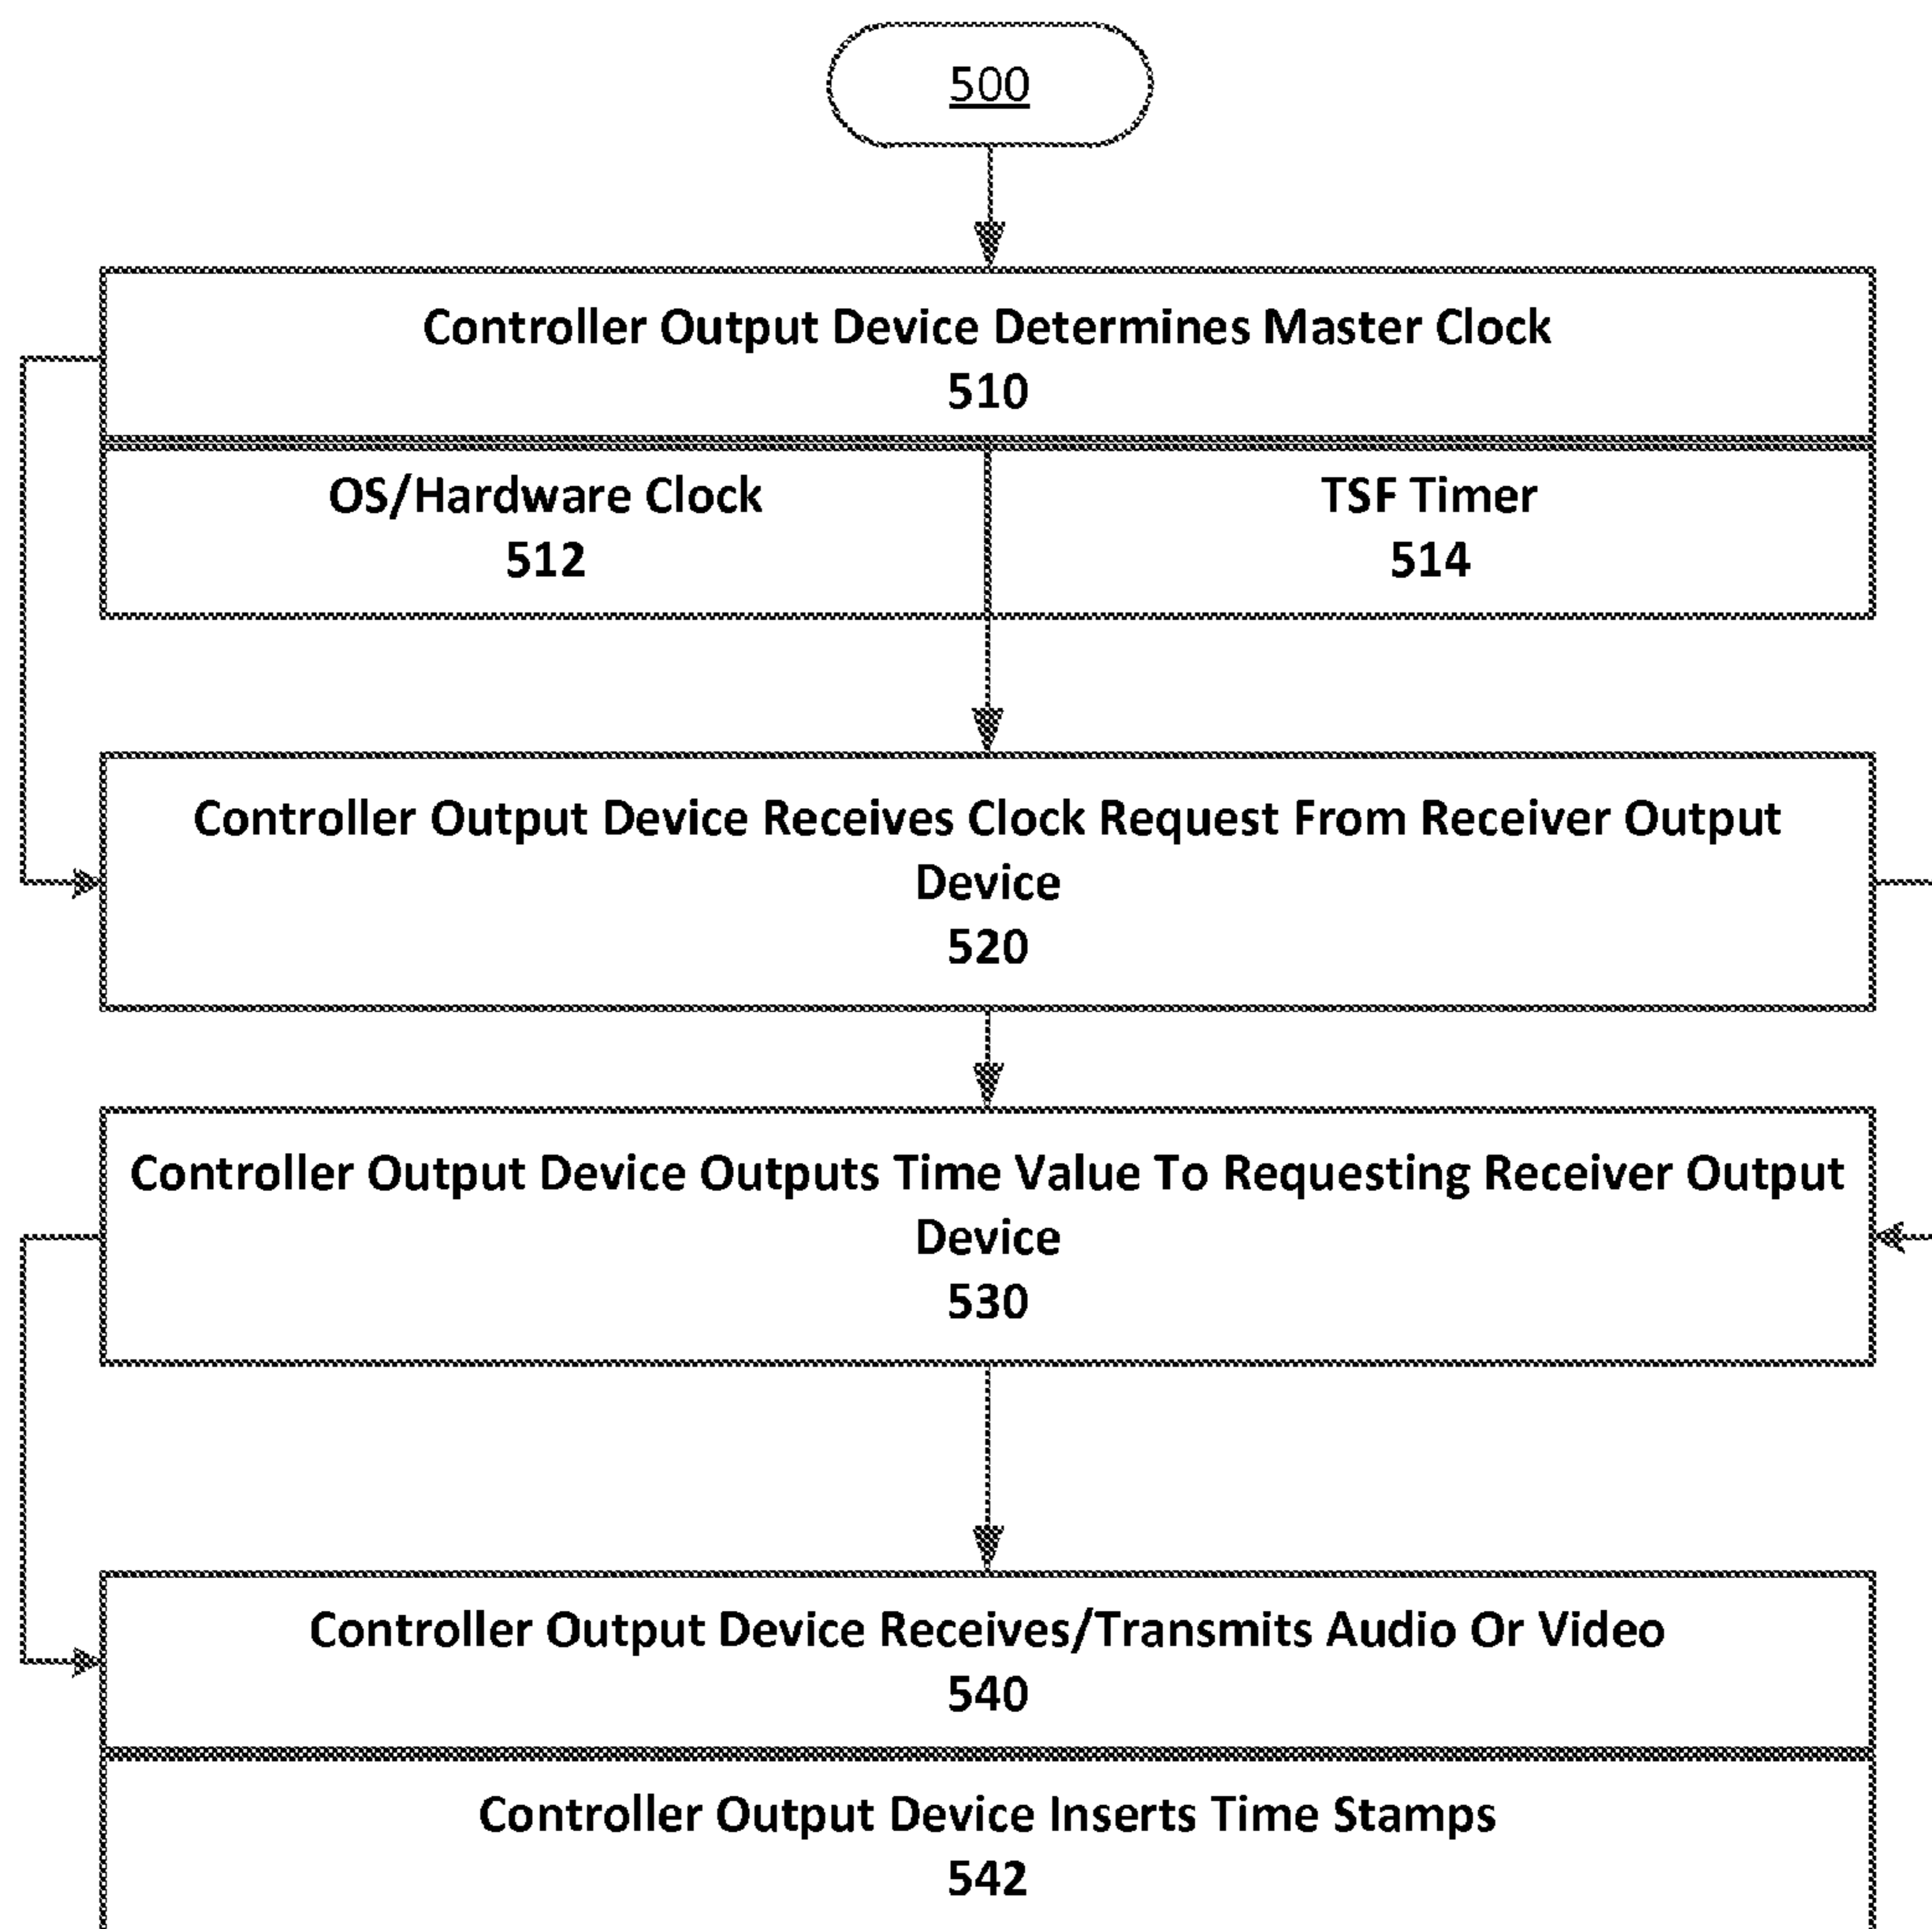 500
Controller Output Device Determines Master Clock
510
OS/Hardware Clock
512
TSF Timer
514
Controller Output Device Receives Clock Request From Receiver Output
Device
520
Controller Output Device Outputs Time Value To Requesting Receiver Output
Device
530
Controller Output Device Receives/Transmits Audio Or Video
540
Controller Output Device Inserts Time Stamps
542